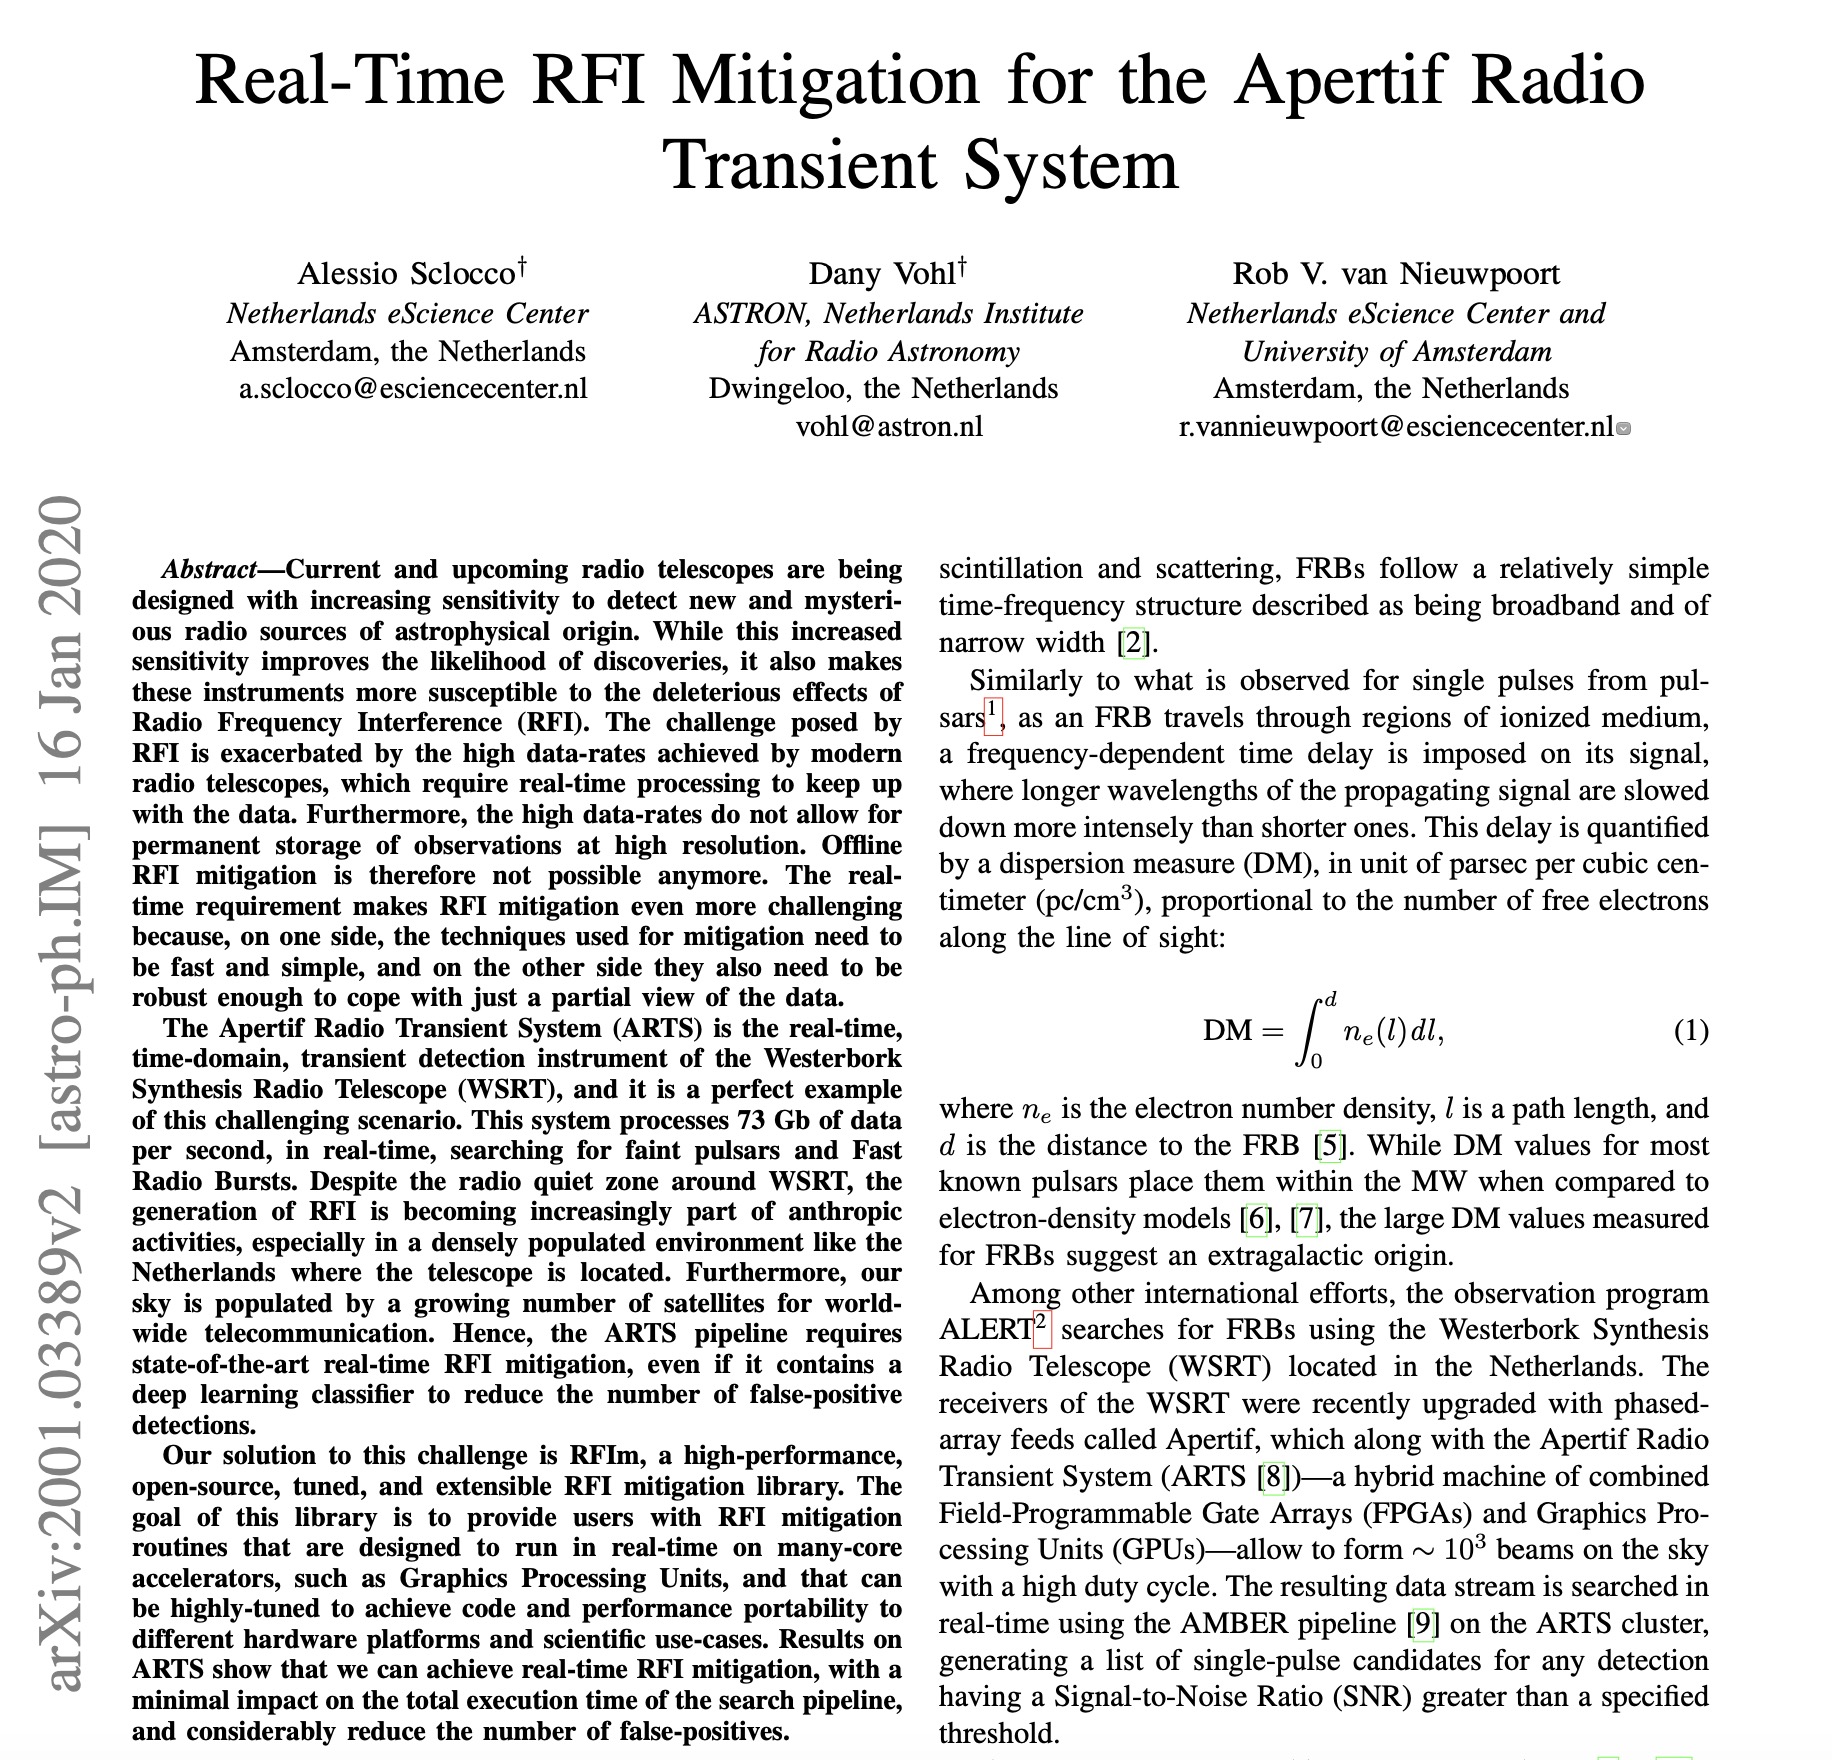 Real-Time RFI Mitigation for the Apertif Radio
Transient System
Alessio Sclocco†
Netherlands eScience Center
Amsterdam, the Netherlands
a.sclocco@esciencecenter.nl
Dany Vohl†
ASTRON, Netherlands Institute
for Radio Astronomy
Dwingeloo, the Netherlands
vohl@astron.nl
Rob V. van Nieuwpoort
Netherlands eScience Center and
University of Amsterdam
Amsterdam, the Netherlands
r.vannieuwpoort@esciencecenter.nl
arXiv:2001.03389v2 [astro-ph.IM] 16 Jan 2020
Abstract—Current and upcoming radio telescopes are being
designed with increasing sensitivity to detect new and mysteri-
ous radio sources of astrophysical origin. While this increased
sensitivity improves the likelihood of discoveries, it also makes
these instruments more susceptible to the deleterious effects of
Radio Frequency Interference (RFI). The challenge posed by
RFI is exacerbated by the high data-rates achieved by modern
radio telescopes, which require real-time processing to keep up
with the data. Furthermore, the high data-rates do not allow for
permanent storage of observations at high resolution. Offline
RFI mitigation is therefore not possible anymore. The real-
time requirement makes RFI mitigation even more challenging
because, on one side, the techniques used for mitigation need to
be fast and simple, and on the other side they also need to be
robust enough to cope with just a partial view of the data.
The Apertif Radio Transient System (ARTS) is the real-time,
time-domain, transient detection instrument of the Westerbork
Synthesis Radio Telescope (WSRT), and it is a perfect example
of this challenging scenario. This system processes 73 Gb of data
per second, in real-time, searching for faint pulsars and Fast
Radio Bursts. Despite the radio quiet zone around WSRT, the
generation of RFI is becoming increasingly part of anthropic
activities, especially in a densely populated environment like the
Netherlands where the telescope is located. Furthermore, our
sky is populated by a growing number of satellites for world-
wide telecommunication. Hence, the ARTS pipeline requires
state-of-the-art real-time RFI mitigation, even if it contains a
deep learning classifier to reduce the number of false-positive
detections.
Our solution to this challenge is RFIm, a high-performance,
open-source, tuned, and extensible RFI mitigation library. The
goal of this library is to provide users with RFI mitigation
routines that are designed to run in real-time on many-core
accelerators, such as Graphics Processing Units, and that can
be highly-tuned to achieve code and performance portability to
different hardware platforms and scientific use-cases. Results on
ARTS show that we can achieve real-time RFI mitigation, with a
minimal impact on the total execution time of the search pipeline,
and considerably reduce the number of false-positives.
scintillation and scattering, FRBs follow a relatively simple
time-frequency structure described as being broadband and of
narrow width [2].
Similarly to what is observed for single pulses from pul-
sars¹, as an FRB travels through regions of ionized medium,
a frequency-dependent time delay is imposed on its signal,
where longer wavelengths of the propagating signal are slowed
down more intensely than shorter ones. This delay is quantified
by a dispersion measure (DM), in unit of parsec per cubic cen-
timeter (pc/cm³), proportional to the number of free electrons
along the line of sight:
DM = ∫₀ᵈ nₑ(l)dl, (1)
where nₑ is the electron number density, l is a path length, and
d is the distance to the FRB [5]. While DM values for most
known pulsars place them within the MW when compared to
electron-density models [6], [7], the large DM values measured
for FRBs suggest an extragalactic origin.
Among other international efforts, the observation program
ALERT² searches for FRBs using the Westerbork Synthesis
Radio Telescope (WSRT) located in the Netherlands. The
receivers of the WSRT were recently upgraded with phased-
array feeds called Apertif, which along with the Apertif Radio
Transient System (ARTS [8])—a hybrid machine of combined
Field-Programmable Gate Arrays (FPGAs) and Graphics Pro-
cessing Units (GPUs)—allow to form ∼ 10³ beams on the sky
with a high duty cycle. The resulting data stream is searched in
real-time using the AMBER pipeline [9] on the ARTS cluster,
generating a list of single-pulse candidates for any detection
having a Signal-to-Noise Ratio (SNR) greater than a specified
threshold.